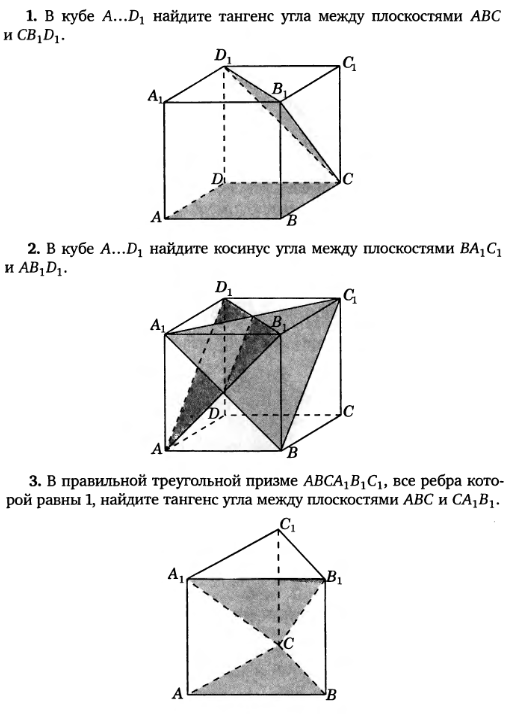 1. В кубе A...D₁ найдите тангенс угла между плоскостями ABC
и CB₁D₁.
D₁
C₁
A₁
B₁
D
C
A
B
2. В кубе A...D₁ найдите косинус угла между плоскостями BA₁C₁
и AB₁D₁.
D₁
C₁
A₁
B₁
D
C
A
B
3. В правильной треугольной призме ABCA₁B₁C₁, все ребра кото-
рой равны 1, найдите тангенс угла между плоскостями ABC и CA₁B₁.
C₁
A₁
B₁
C
A
B